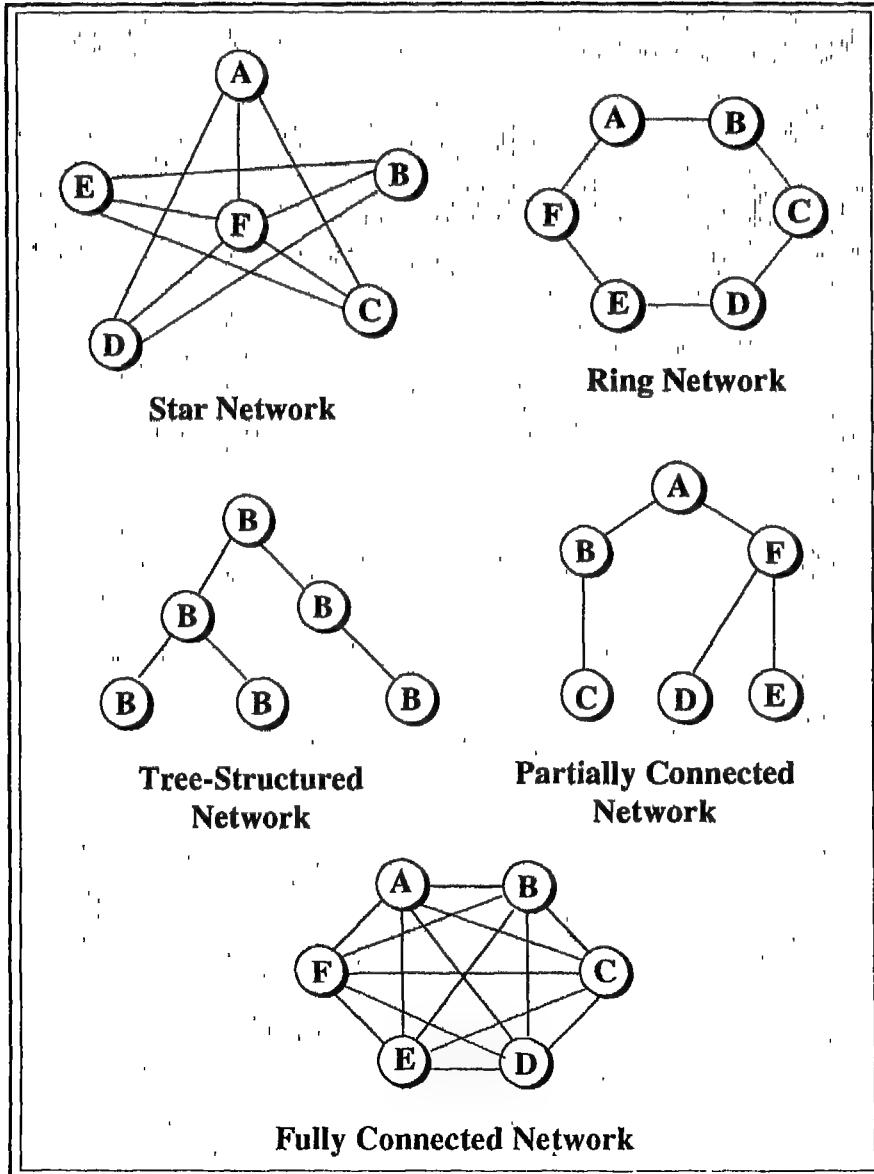 A
E
B
F
D
C
Star Network
A
B
F
C
E
D
Ring Network
B
B
B
B
B
B
Tree-Structured
Network
A
B
F
C
D
E
Partially Connected
Network
A
B
F
C
E
D
Fully Connected Network